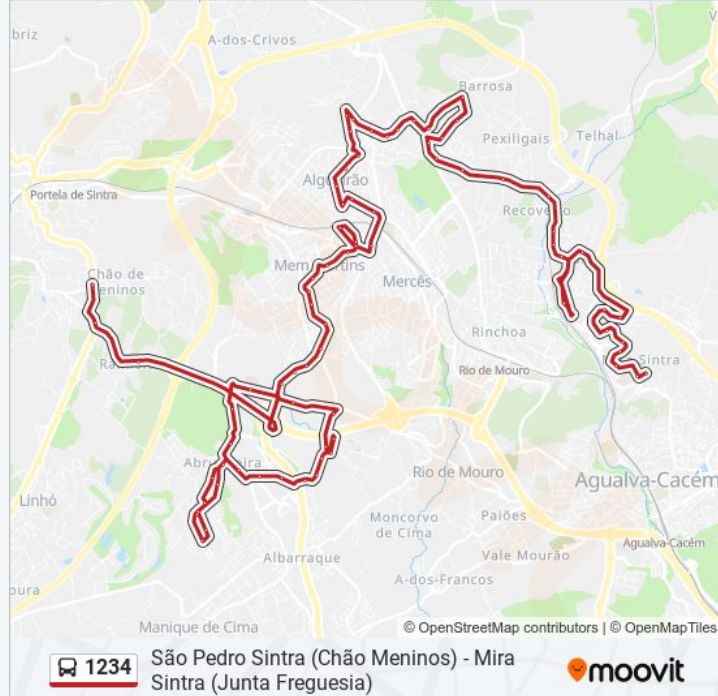 briz
A-dos-Crivos
Barrosa
Pexiligais
Telhal
Algueirão
Portela de Sintra
Recoveiro
Chão de
Meninos
Mem Martins
Mercês
Rinchoa
Sintra
Rio de Mouro
Abrunheira
Rio de Mouro
Linhó
Agualva-Cacém
Moncorvo
de Cima
Paiões
Agualva-Cacém
Albarraque
Vale Mourão
A-dos-Francos
oura
Manique de Cima
© OpenStreetMap contributors | © OpenMapTiles
1234
São Pedro Sintra (Chão Meninos) - Mira
Sintra (Junta Freguesia)
moovit